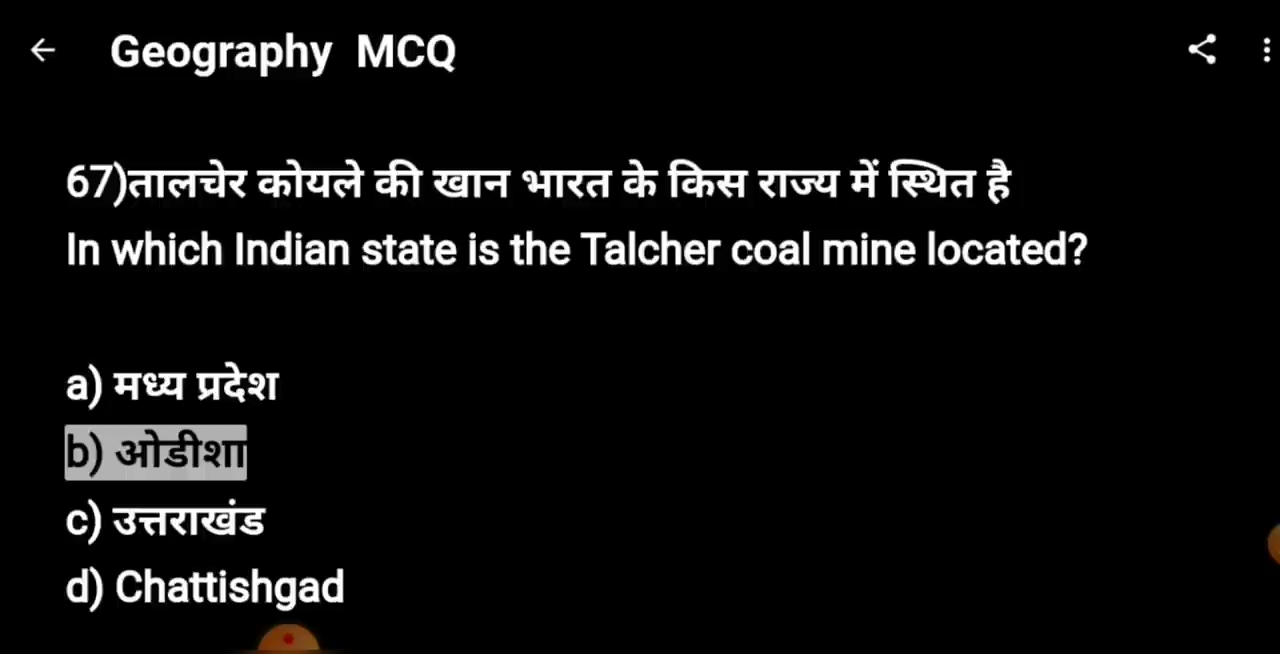 Geography MCQ
67)तालचेर कोयले की खान भारत के किस राज्य में स्थित है
In which Indian state is the Talcher coal mine located?
a) मध्य प्रदेश
b) ओडीशा
c) उत्तराखंड
d) Chattishgad